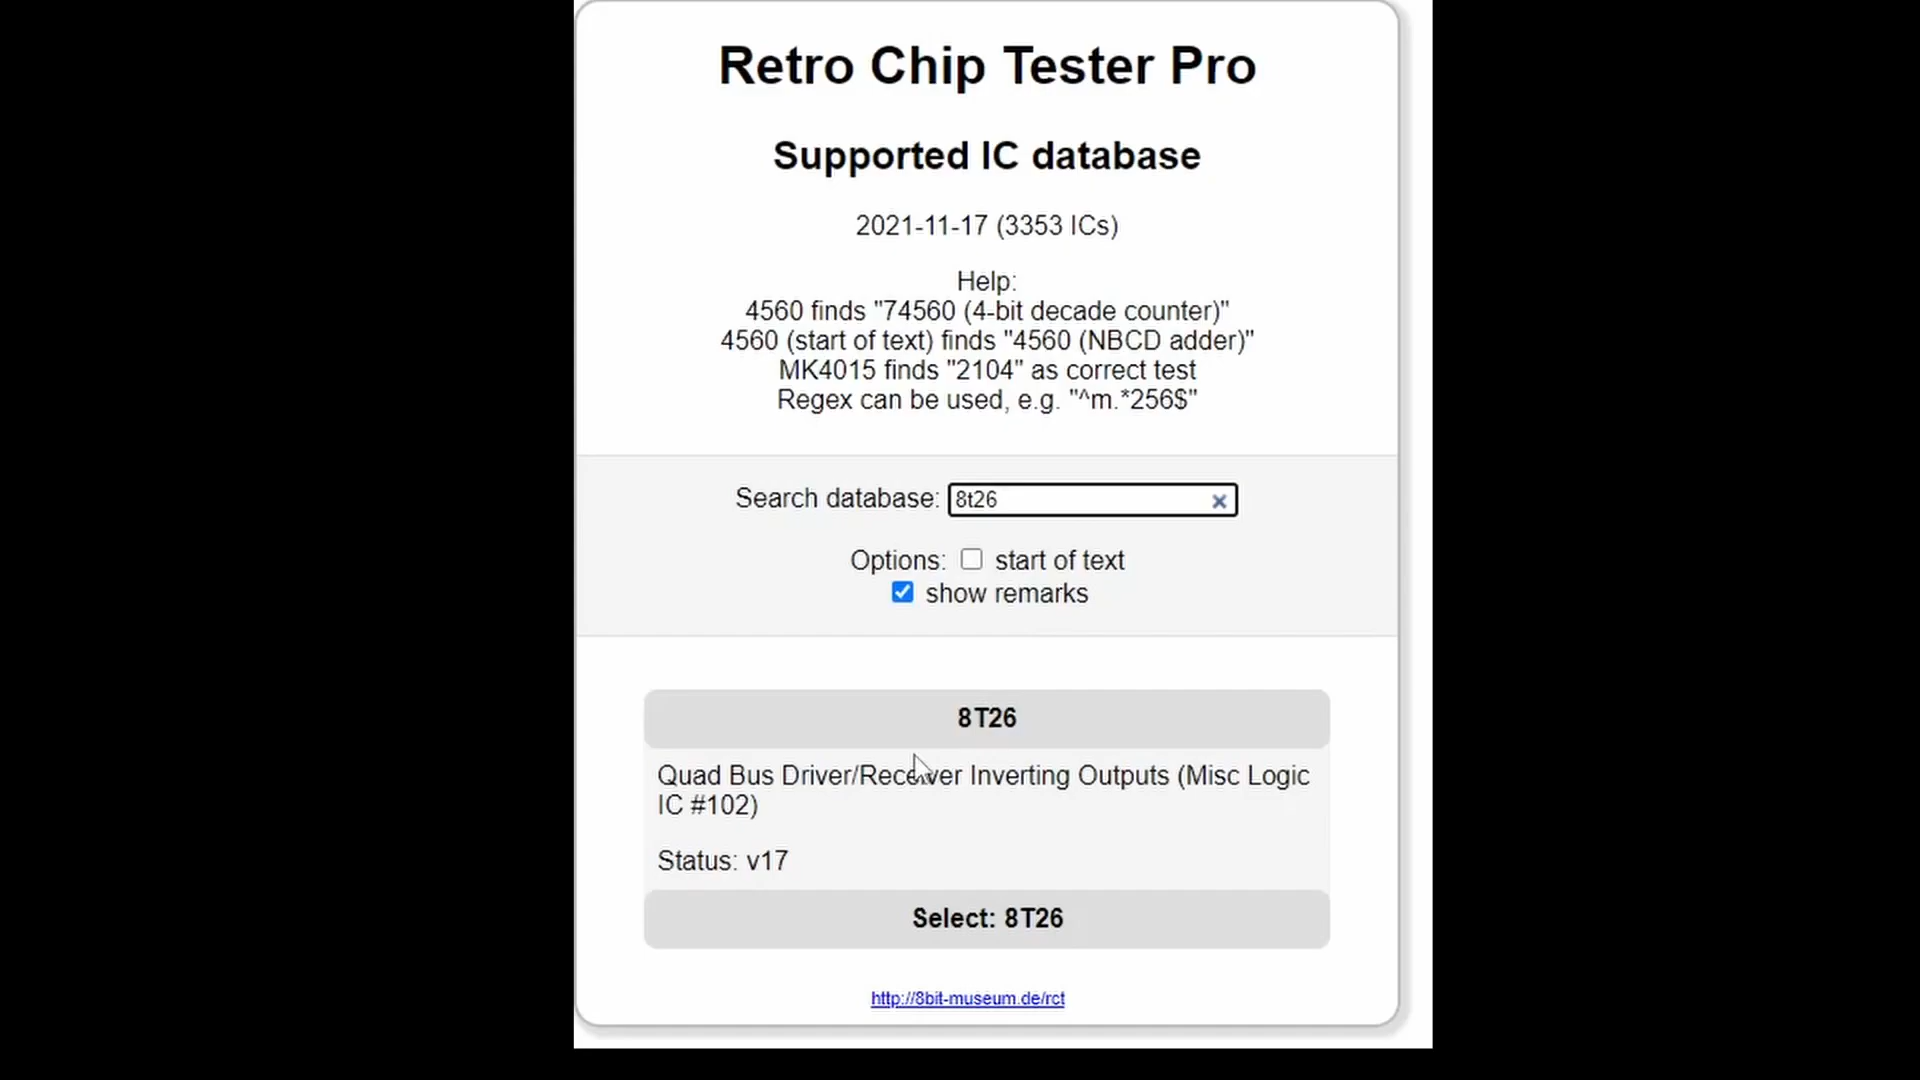 Retro Chip Tester Pro
Supported IC database
2021-11-17 (3353 ICs)
Help:
4560 finds "74560 (4-bit decade counter)"
4560 (start of text) finds "4560 (NBCD adder)"
MK4015 finds "2104" as correct test
Regex can be used, e.g. "^m.*256$"
Search database: 8t26
Options: start of text
show remarks
8T26
Quad Bus Driver/Receiver Inverting Outputs (Misc Logic
IC #102)
Status: v17
Select: 8T26
http://8bit-museum.de/rct